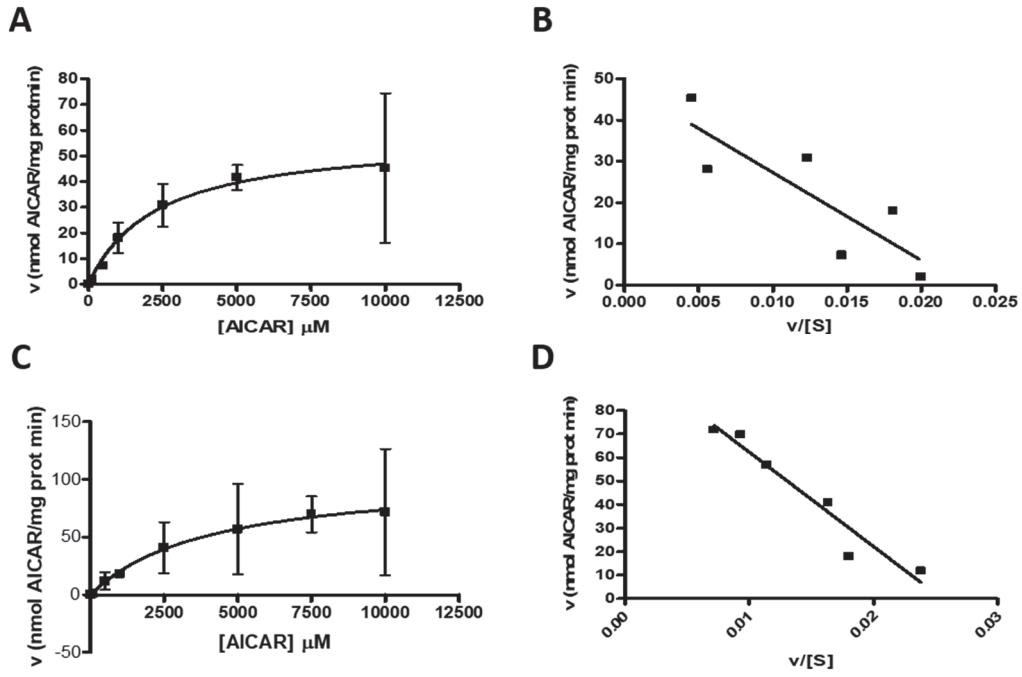 A
v (nmol AICAR/mg protmin)
80
70
60
50
40
30
20
10
0
0 2500 5000 7500 10000 12500
[AICAR] µM
B
v (nmol AICAR/mg prot min)
50
40
30
20
10
0
0.000 0.005 0.010 0.015 0.020 0.025
v/[S]
C
v (nmol AICAR/mg prot min)
150
100
50
0
-50
2500 5000 7500 10000 12500
[AICAR] µM
D
v (nmol AICAR/mg prot min)
80
70
60
50
40
30
20
10
0
0.00 0.01 0.02 0.03
v/[S]